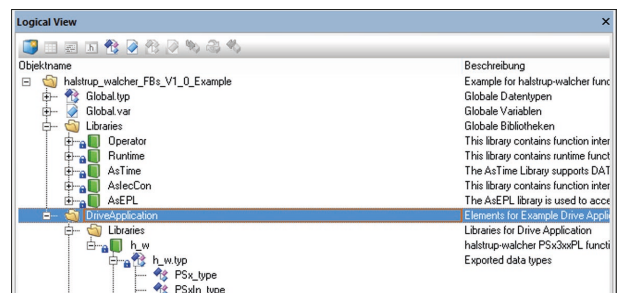 Logical View
Objektname Beschreibung
halstrup_walcher_FBs_V1_0_Example Example for halstrup-walcher func
Global.typ Globale Datentypen
Global.var Globale Variablen
Libraries Globale Bibliotheken
Operator This library contains function inter
Runtime This library contains runtime funct
AsTime The AsTime Library supports DAT
AsIecCon This library contains function inter
AsEPL The AsEPL library is used to acce
DriveApplication Elements for Example Drive Appli
Libraries Libraries for Drive Application
h_w halstrup-walcher PSx3xxPL functi
h_w.typ Exported data types
PSx_type
PSxIn_type